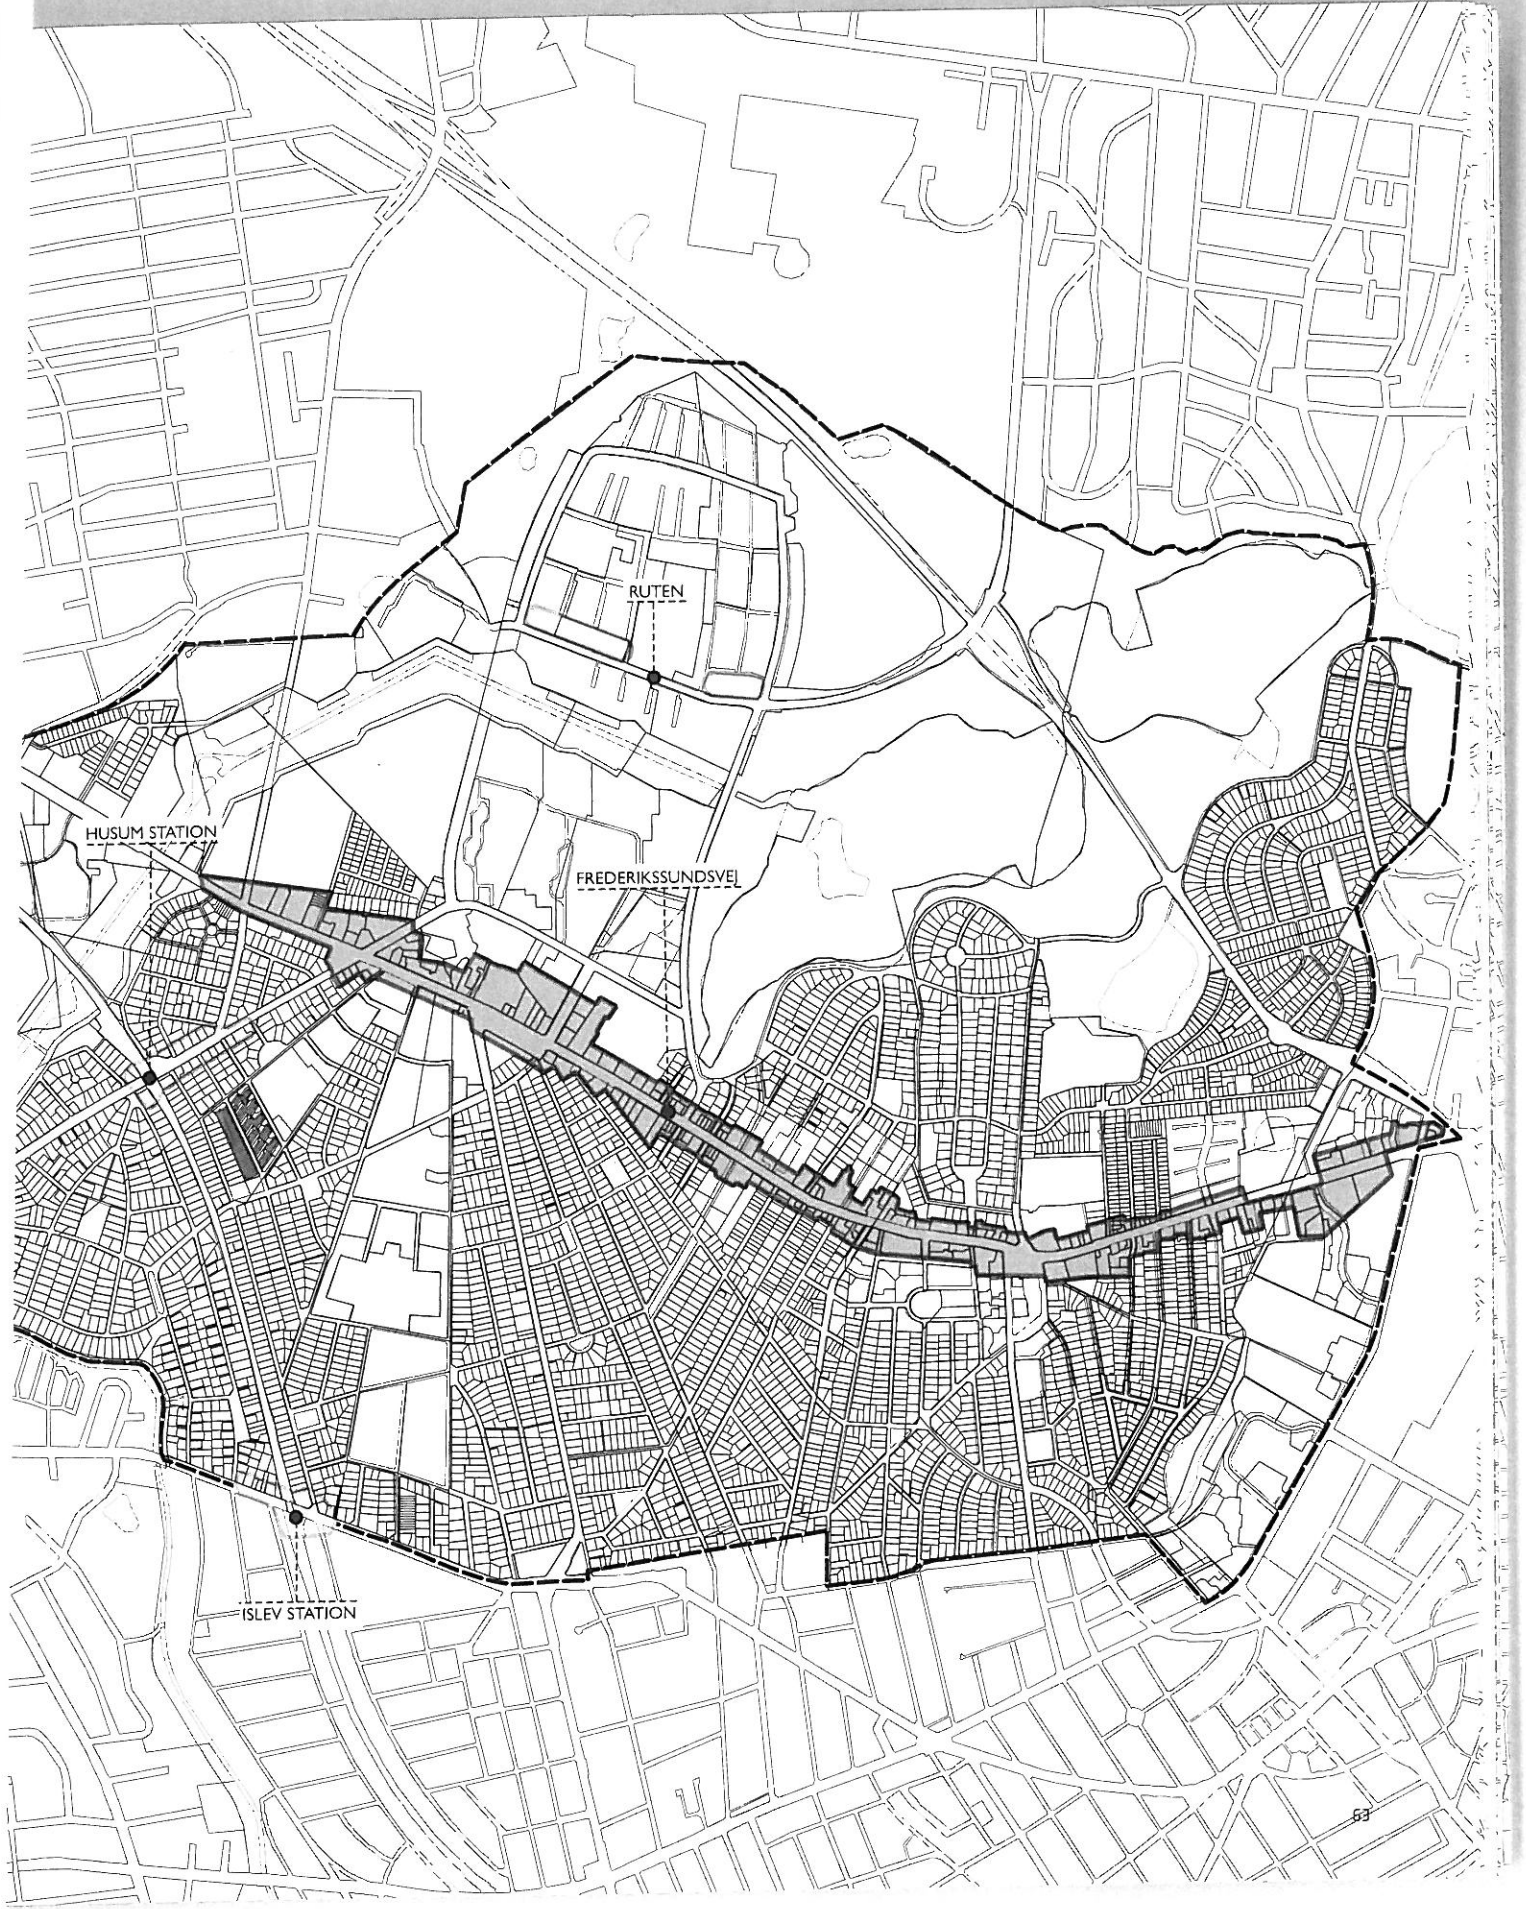 RUTEN
HUSUM STATION
FREDERIKSSUNDSVEJ
ISLEV STATION
63